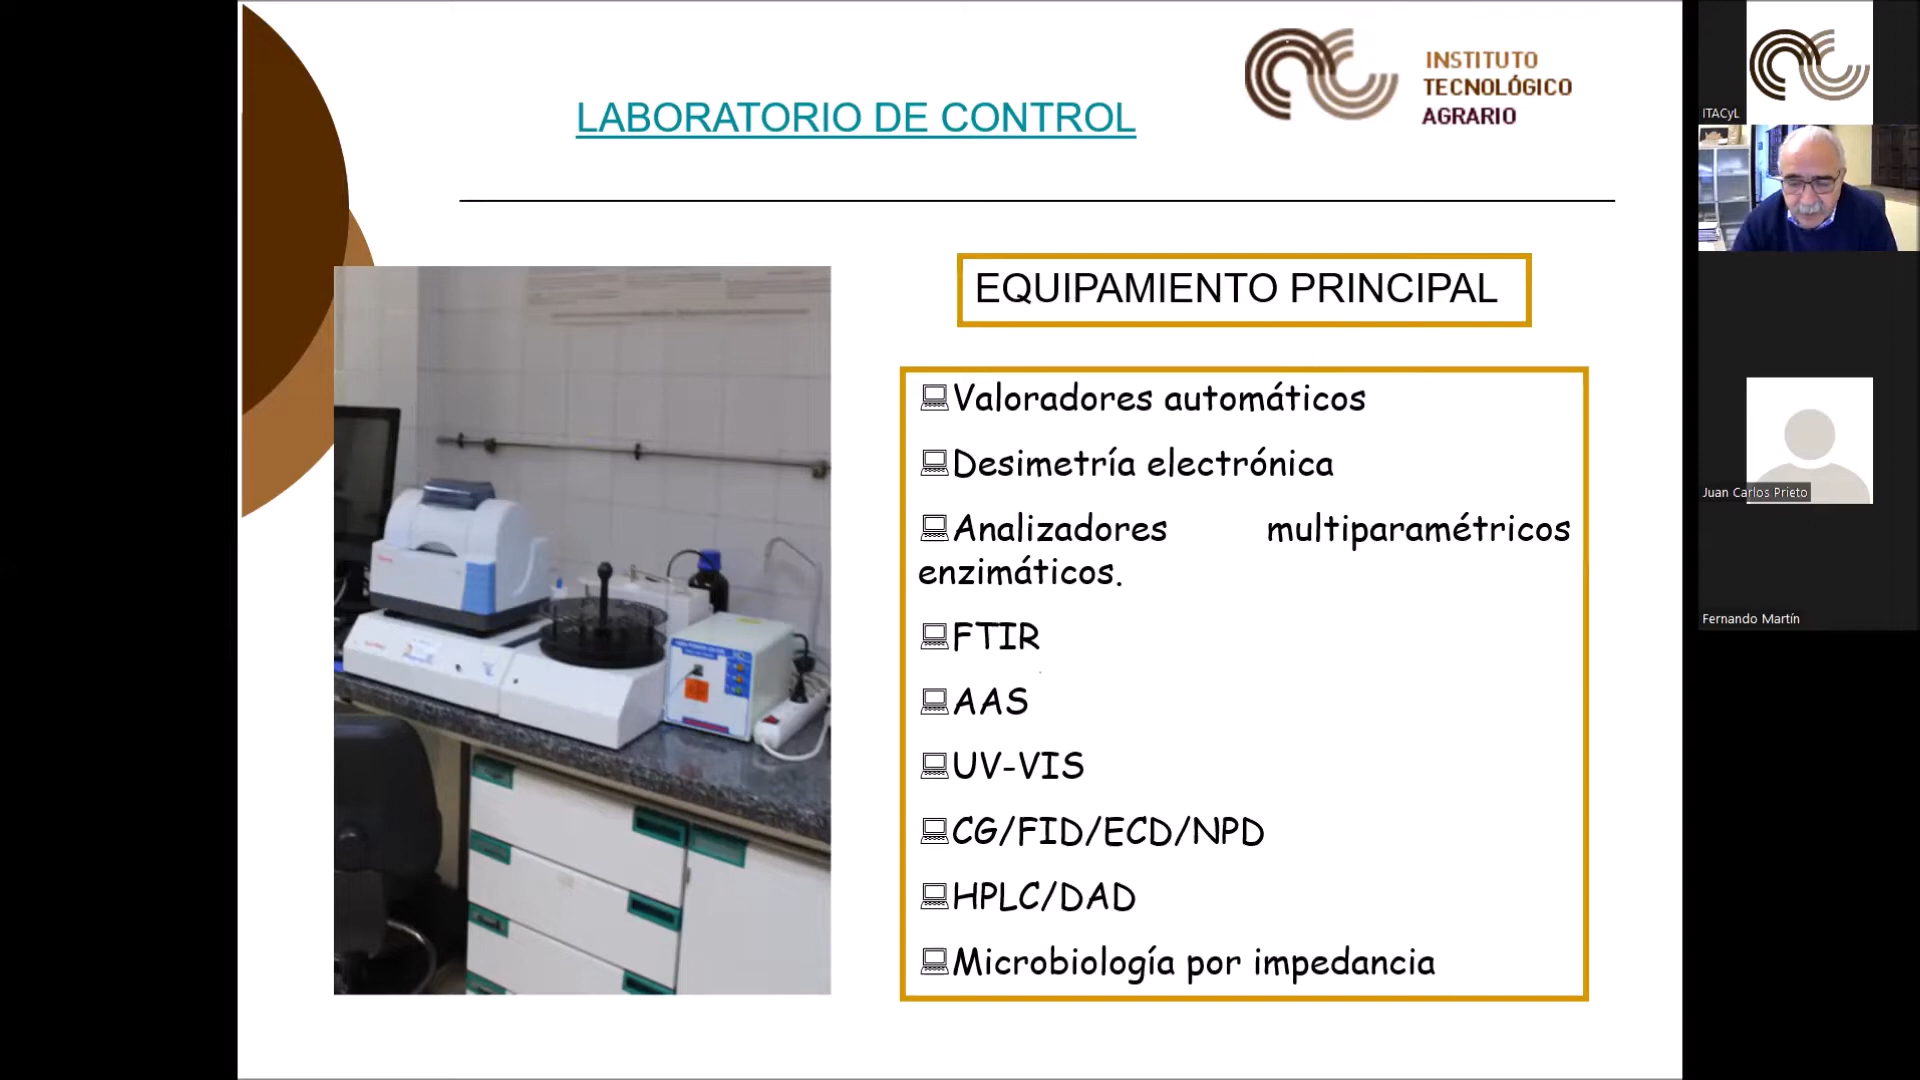 LABORATORIO DE CONTROL
INSTITUTO
TECNOLÓGICO
AGRARIO
EQUIPAMIENTO PRINCIPAL
Valoradores automáticos
Desimetría electrónica
Analizadores multiparamétricos
enzimáticos.
FTIR
AAS
UV-VIS
CG/FID/ECD/NPD
HPLC/DAD
Microbiología por impedancia
ITACyL
Juan Carlos Prieto
Fernando Martín